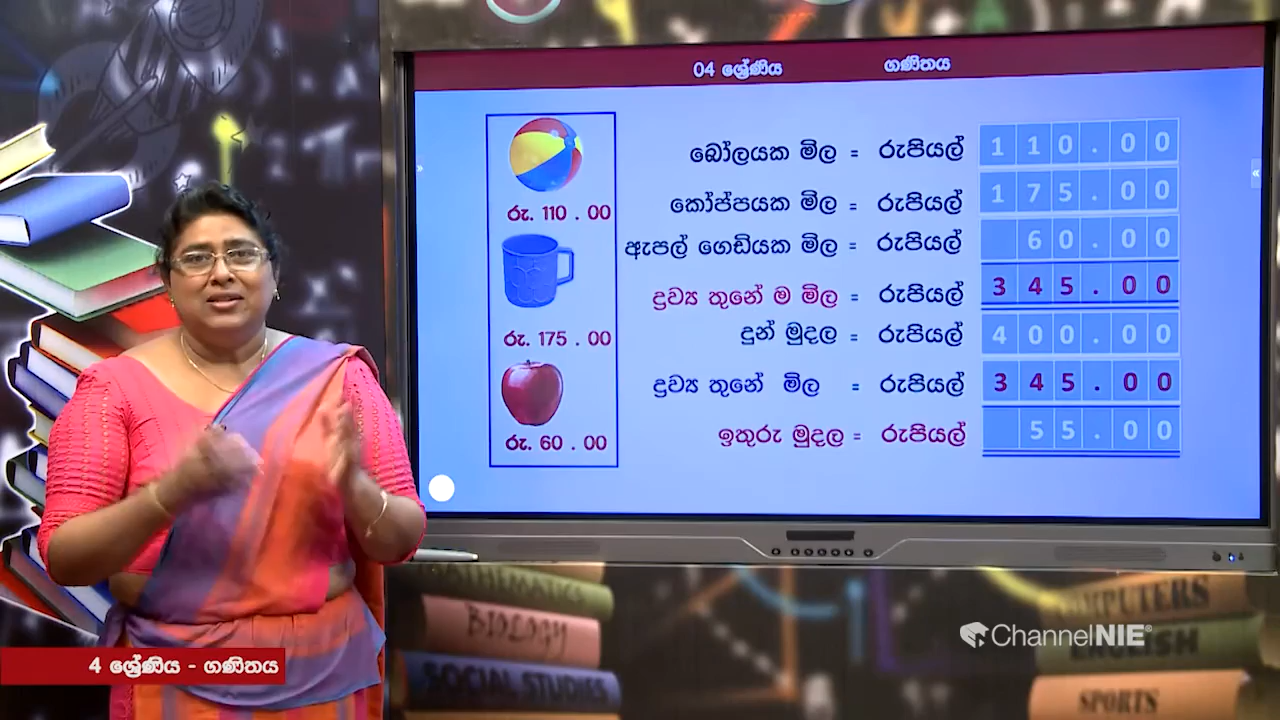 04 ශ්‍රේණිය ගණිතය
රු. 110 . 00
රු. 175 . 00
රු. 60 . 00
බෝලයක මිල = රුපියල් 110.00
කෝප්පයක මිල = රුපියල් 175.00
ඇපල් ගෙඩියක මිල = රුපියල් 60.00
ද්‍රව්‍ය තුනේ ම මිල = රුපියල් 345.00
දුන් මුදල = රුපියල් 400.00
ද්‍රව්‍ය තුනේ මිල = රුපියල් 345.00
ඉතුරු මුදල = රුපියල් 55.00
MATHEMATICS
BIOLOGY
SOCIAL STUDIES
COMPUTERS
ENGLISH
SPORTS
ChannelNIE
4 ශ්‍රේණිය - ගණිතය